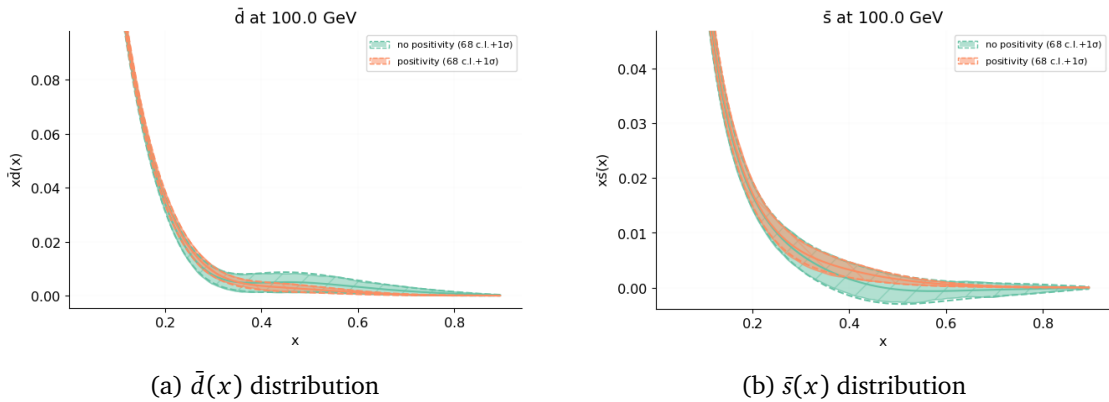 d̄ at 100.0 GeV
no positivity (68 c.l.+1σ)
positivity (68 c.l.+1σ)
0.08
0.06
0.04
0.02
0.00
xd̄(x)
0.2 0.4 0.6 0.8
x
(a) d̄(x) distribution
s̄ at 100.0 GeV
no positivity (68 c.l.+1σ)
positivity (68 c.l.+1σ)
0.04
0.03
0.02
0.01
0.00
xs̄(x)
0.2 0.4 0.6 0.8
x
(b) s̄(x) distribution